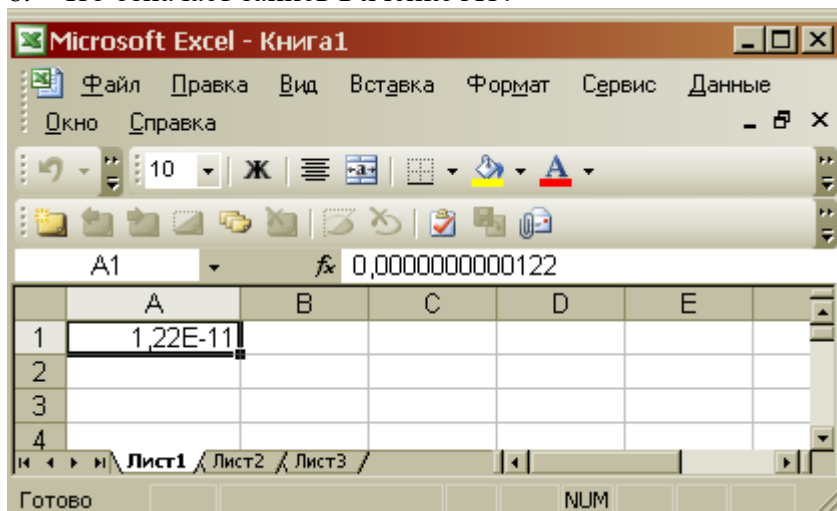 Microsoft Excel - Книга1
Файл Правка Вид Вставка Формат Сервис Данные
Окно Справка
10 Ж А
A1 fx 0,0000000000122
A B C D E
1 1,22E-11
2
3
4
Лист1 Лист2 Лист3
Готово NUM